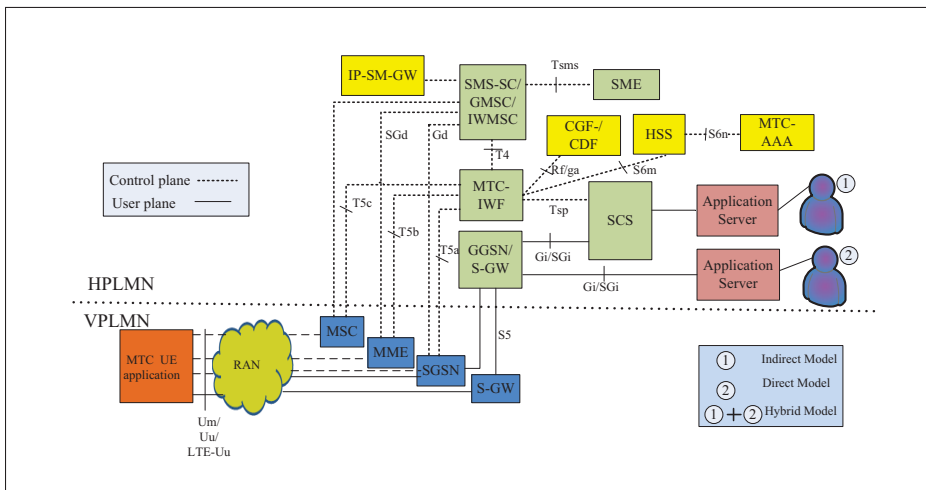 Tsms
IP-SM-GW
SMS-SC/
GMSC/
IWMSC
SME
SGd
Gd
CGF-/
CDF
HSS
S6n
MTC-
AAA
T4
Rf/ga
S6m
Control plane
User plane
T5c
T5b
T5a
MTC-
IWF
Tsp
SCS
Application
Server
1
GGSN/
S-GW
Gi/SGi
Gi/SGi
Application
Server
2
HPLMN
VPLMN
MTC UE
application
RAN
MSC
MME
SGSN
S-GW
S5
Um/
Uu/
LTE-Uu
1 Indirect Model
2 Direct Model
1 + 2 Hybrid Model